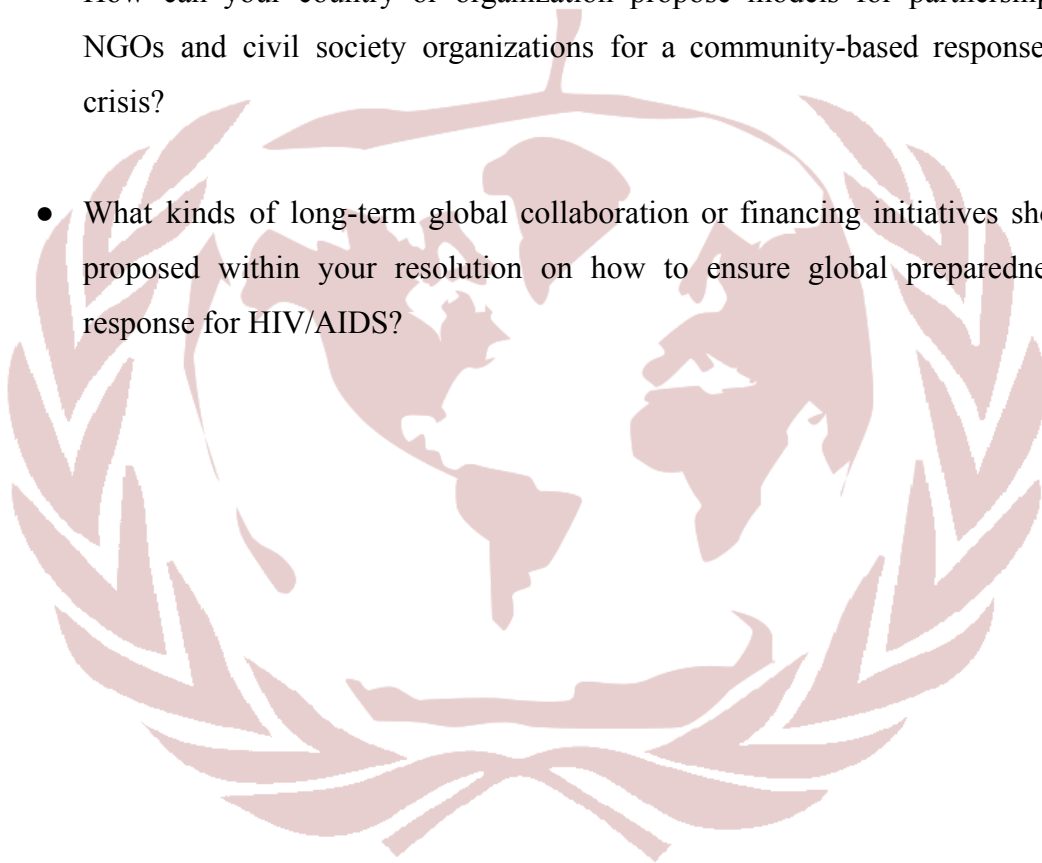 How can your country or organization propose models for partnership
NGOs and civil society organizations for a community-based response
crisis?
● What kinds of long-term global collaboration or financing initiatives
proposed within your resolution on how to ensure global
response for HIV/AIDS?